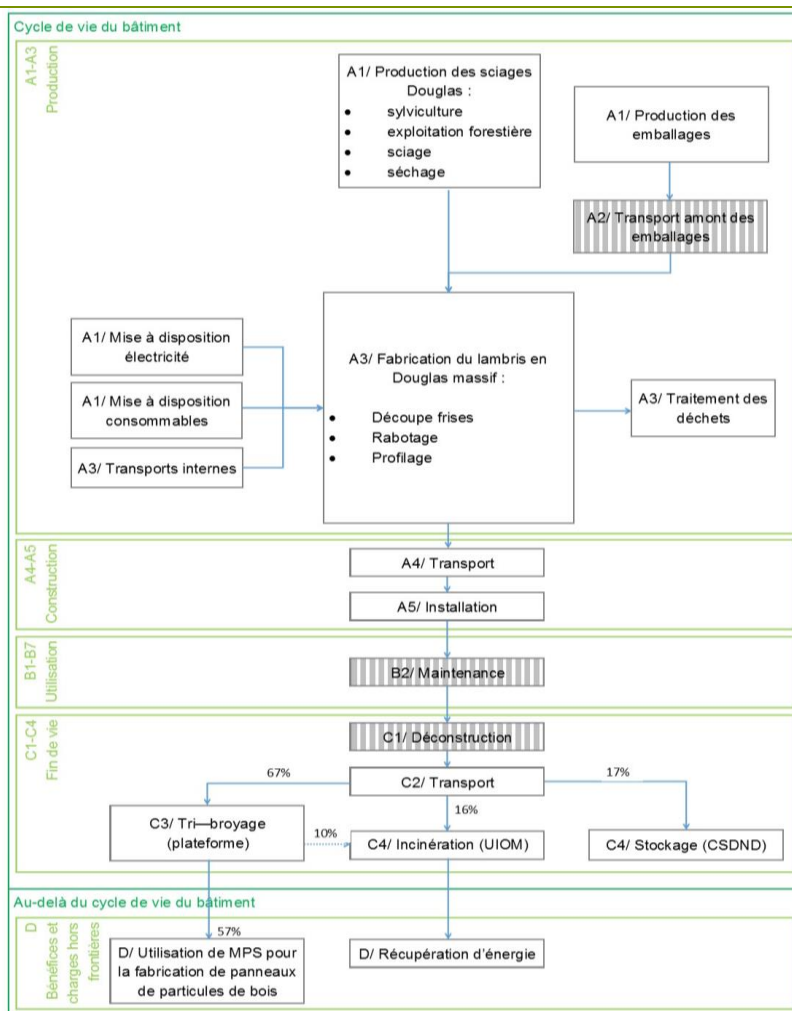 Cycle de vie du bâtiment
A1-A3
Production
A1/ Production des sciages
Douglas :
• sylviculture
• exploitation forestière
• sciage
• séchage
A1/ Production des
emballages
A2/ Transport amont des
emballages
A1/ Mise à disposition
électricité
A1/ Mise à disposition
consommables
A3/ Transports internes
A3/ Fabrication du lambris en
Douglas massif :
• Découpe frises
• Rabotage
• Profilage
A3/ Traitement des
déchets
A4-A5
Construction
A4/ Transport
A5/ Installation
B1-B7
Utilisation
B2/ Maintenance
C1-C4
Fin de vie
C1/ Déconstruction
67%
C2/ Transport
17%
16%
C3/ Tri—broyage
(plateforme)
10%
C4/ Incinération (UIOM)
C4/ Stockage (CSDND)
Au-delà du cycle de vie du bâtiment
D
Bénéfices et
charges hors
frontières
57%
D/ Utilisation de MPS pour
la fabrication de panneaux
de particules de bois
D/ Récupération d'énergie